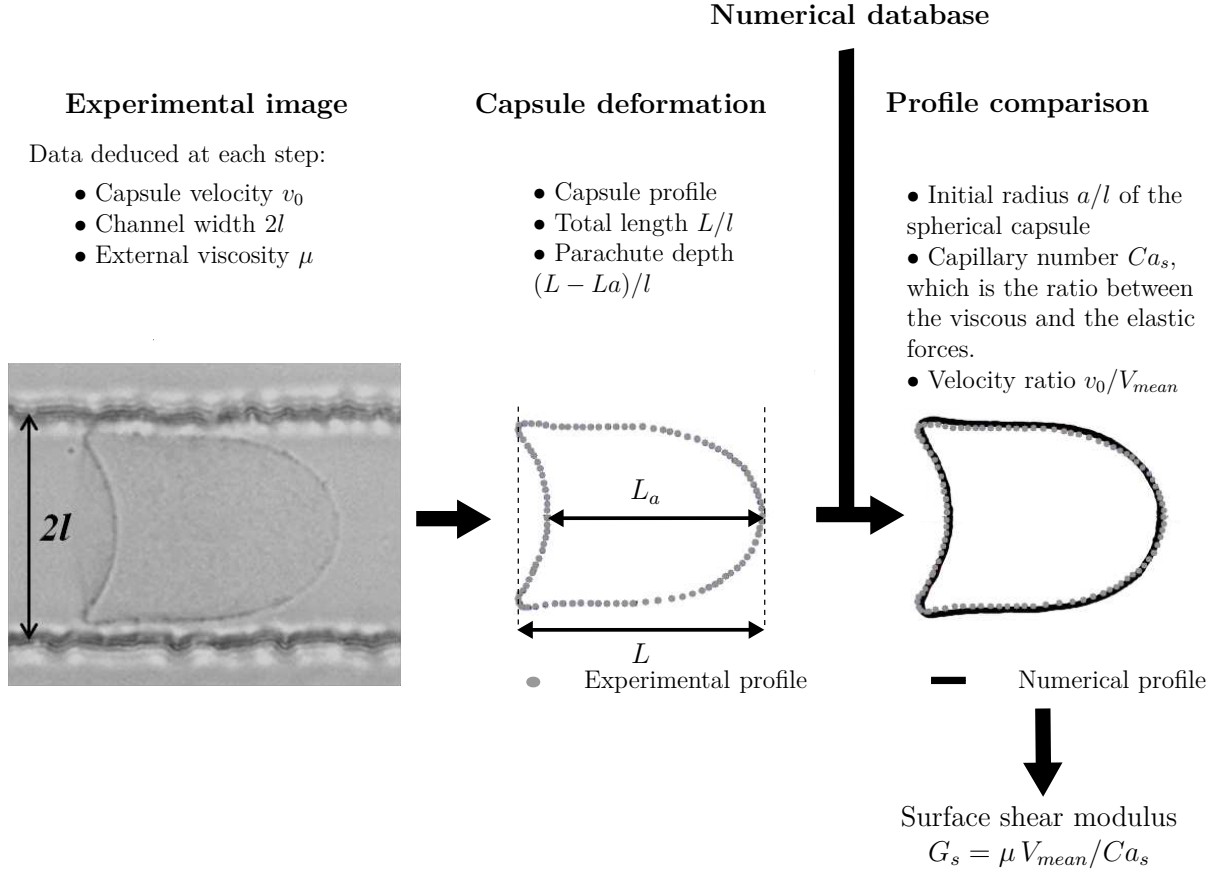 Numerical database
Experimental image
Data deduced at each step:
• Capsule velocity v₀
• Channel width 2l
• External viscosity μ
2l
Capsule deformation
• Capsule profile
• Total length L/l
• Parachute depth
(L − La)/l
Lₐ
L
Experimental profile
Profile comparison
• Initial radius a/l of the
spherical capsule
• Capillary number Caₛ,
which is the ratio between
the viscous and the elastic
forces.
• Velocity ratio v₀/V_mean
Numerical profile
Surface shear modulus
Gₛ = μ V_mean/Caₛ